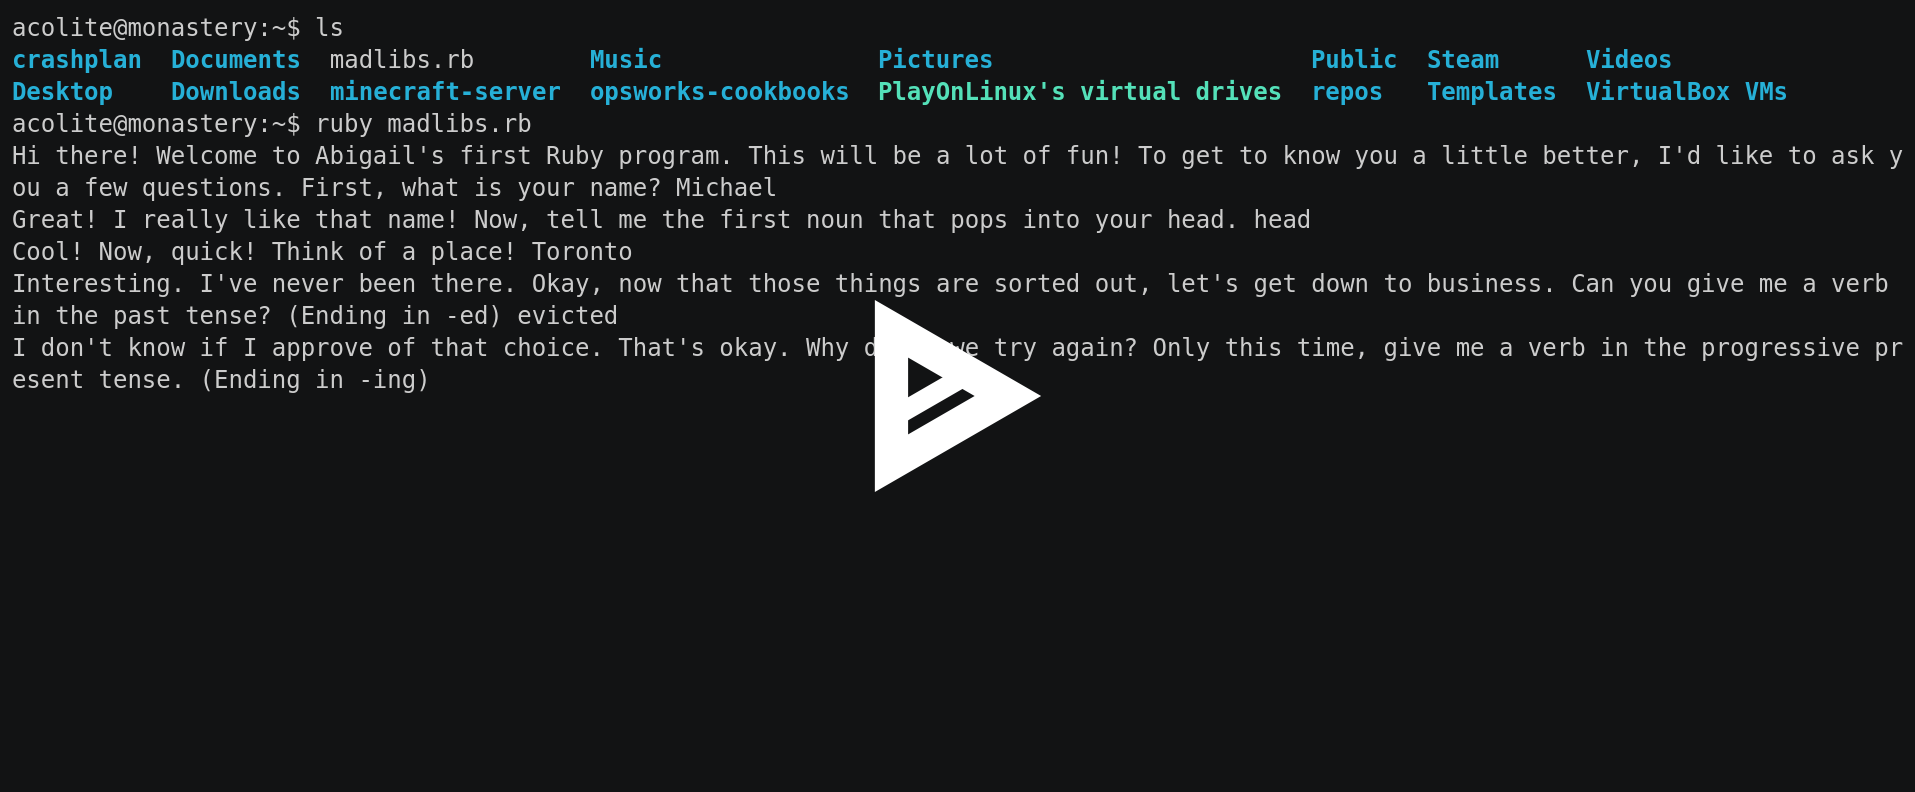 acolite@monastery:~$ ls
crashplan  Documents  madlibs.rb        Music               Pictures                      Public  Steam      Videos
Desktop    Downloads  minecraft-server  opsworks-cookbooks  PlayOnLinux's virtual drives  repos   Templates  VirtualBox VMs
acolite@monastery:~$ ruby madlibs.rb
Hi there! Welcome to Abigail's first Ruby program. This will be a lot of fun! To get to know you a little better, I'd like to ask y
ou a few questions. First, what is your name? Michael
Great! I really like that name! Now, tell me the first noun that pops into your head. head
Cool! Now, quick! Think of a place! Toronto
Interesting. I've never been there. Okay, now that those things are sorted out, let's get down to business. Can you give me a verb
in the past tense? (Ending in -ed) evicted
I don't know if I approve of that choice. That's okay. Why we try again? Only this time, give me a verb in the progressive pr
esent tense. (Ending in -ing)